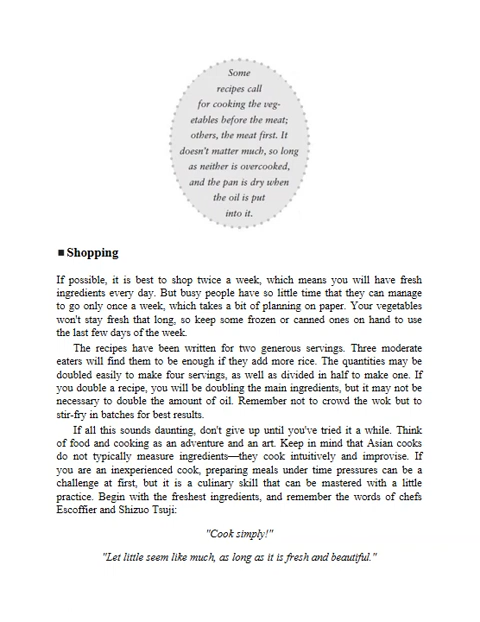 Some
recipes call
for cooking the veg-
etables before the meat;
others, the meat first. It
doesn't matter much, so long
as neither is overcooked,
and the pan is dry when
the oil is put
into it.
■ Shopping
If possible, it is best to shop twice a week, which means you will have fresh
ingredients every day. But busy people have so little time that they can manage
to go only once a week, which takes a bit of planning on paper. Your vegetables
won't stay fresh that long, so keep some frozen or canned ones on hand to use
the last few days of the week.
The recipes have been written for two generous servings. Three moderate
eaters will find them to be enough if they add more rice. The quantities may be
doubled easily to make four servings, as well as divided in half to make one. If
you double a recipe, you will be doubling the main ingredients, but it may not be
necessary to double the amount of oil. Remember not to crowd the wok but to
stir-fry in batches for best results.
If all this sounds daunting, don't give up until you've tried it a while. Think
of food and cooking as an adventure and an art. Keep in mind that Asian cooks
do not typically measure ingredients—they cook intuitively and improvise. If
you are an inexperienced cook, preparing meals under time pressures can be a
challenge at first, but it is a culinary skill that can be mastered with a little
practice. Begin with the freshest ingredients, and remember the words of chefs
Escoffier and Shizuo Tsuji:
"Cook simply!"
"Let little seem like much, as long as it is fresh and beautiful."